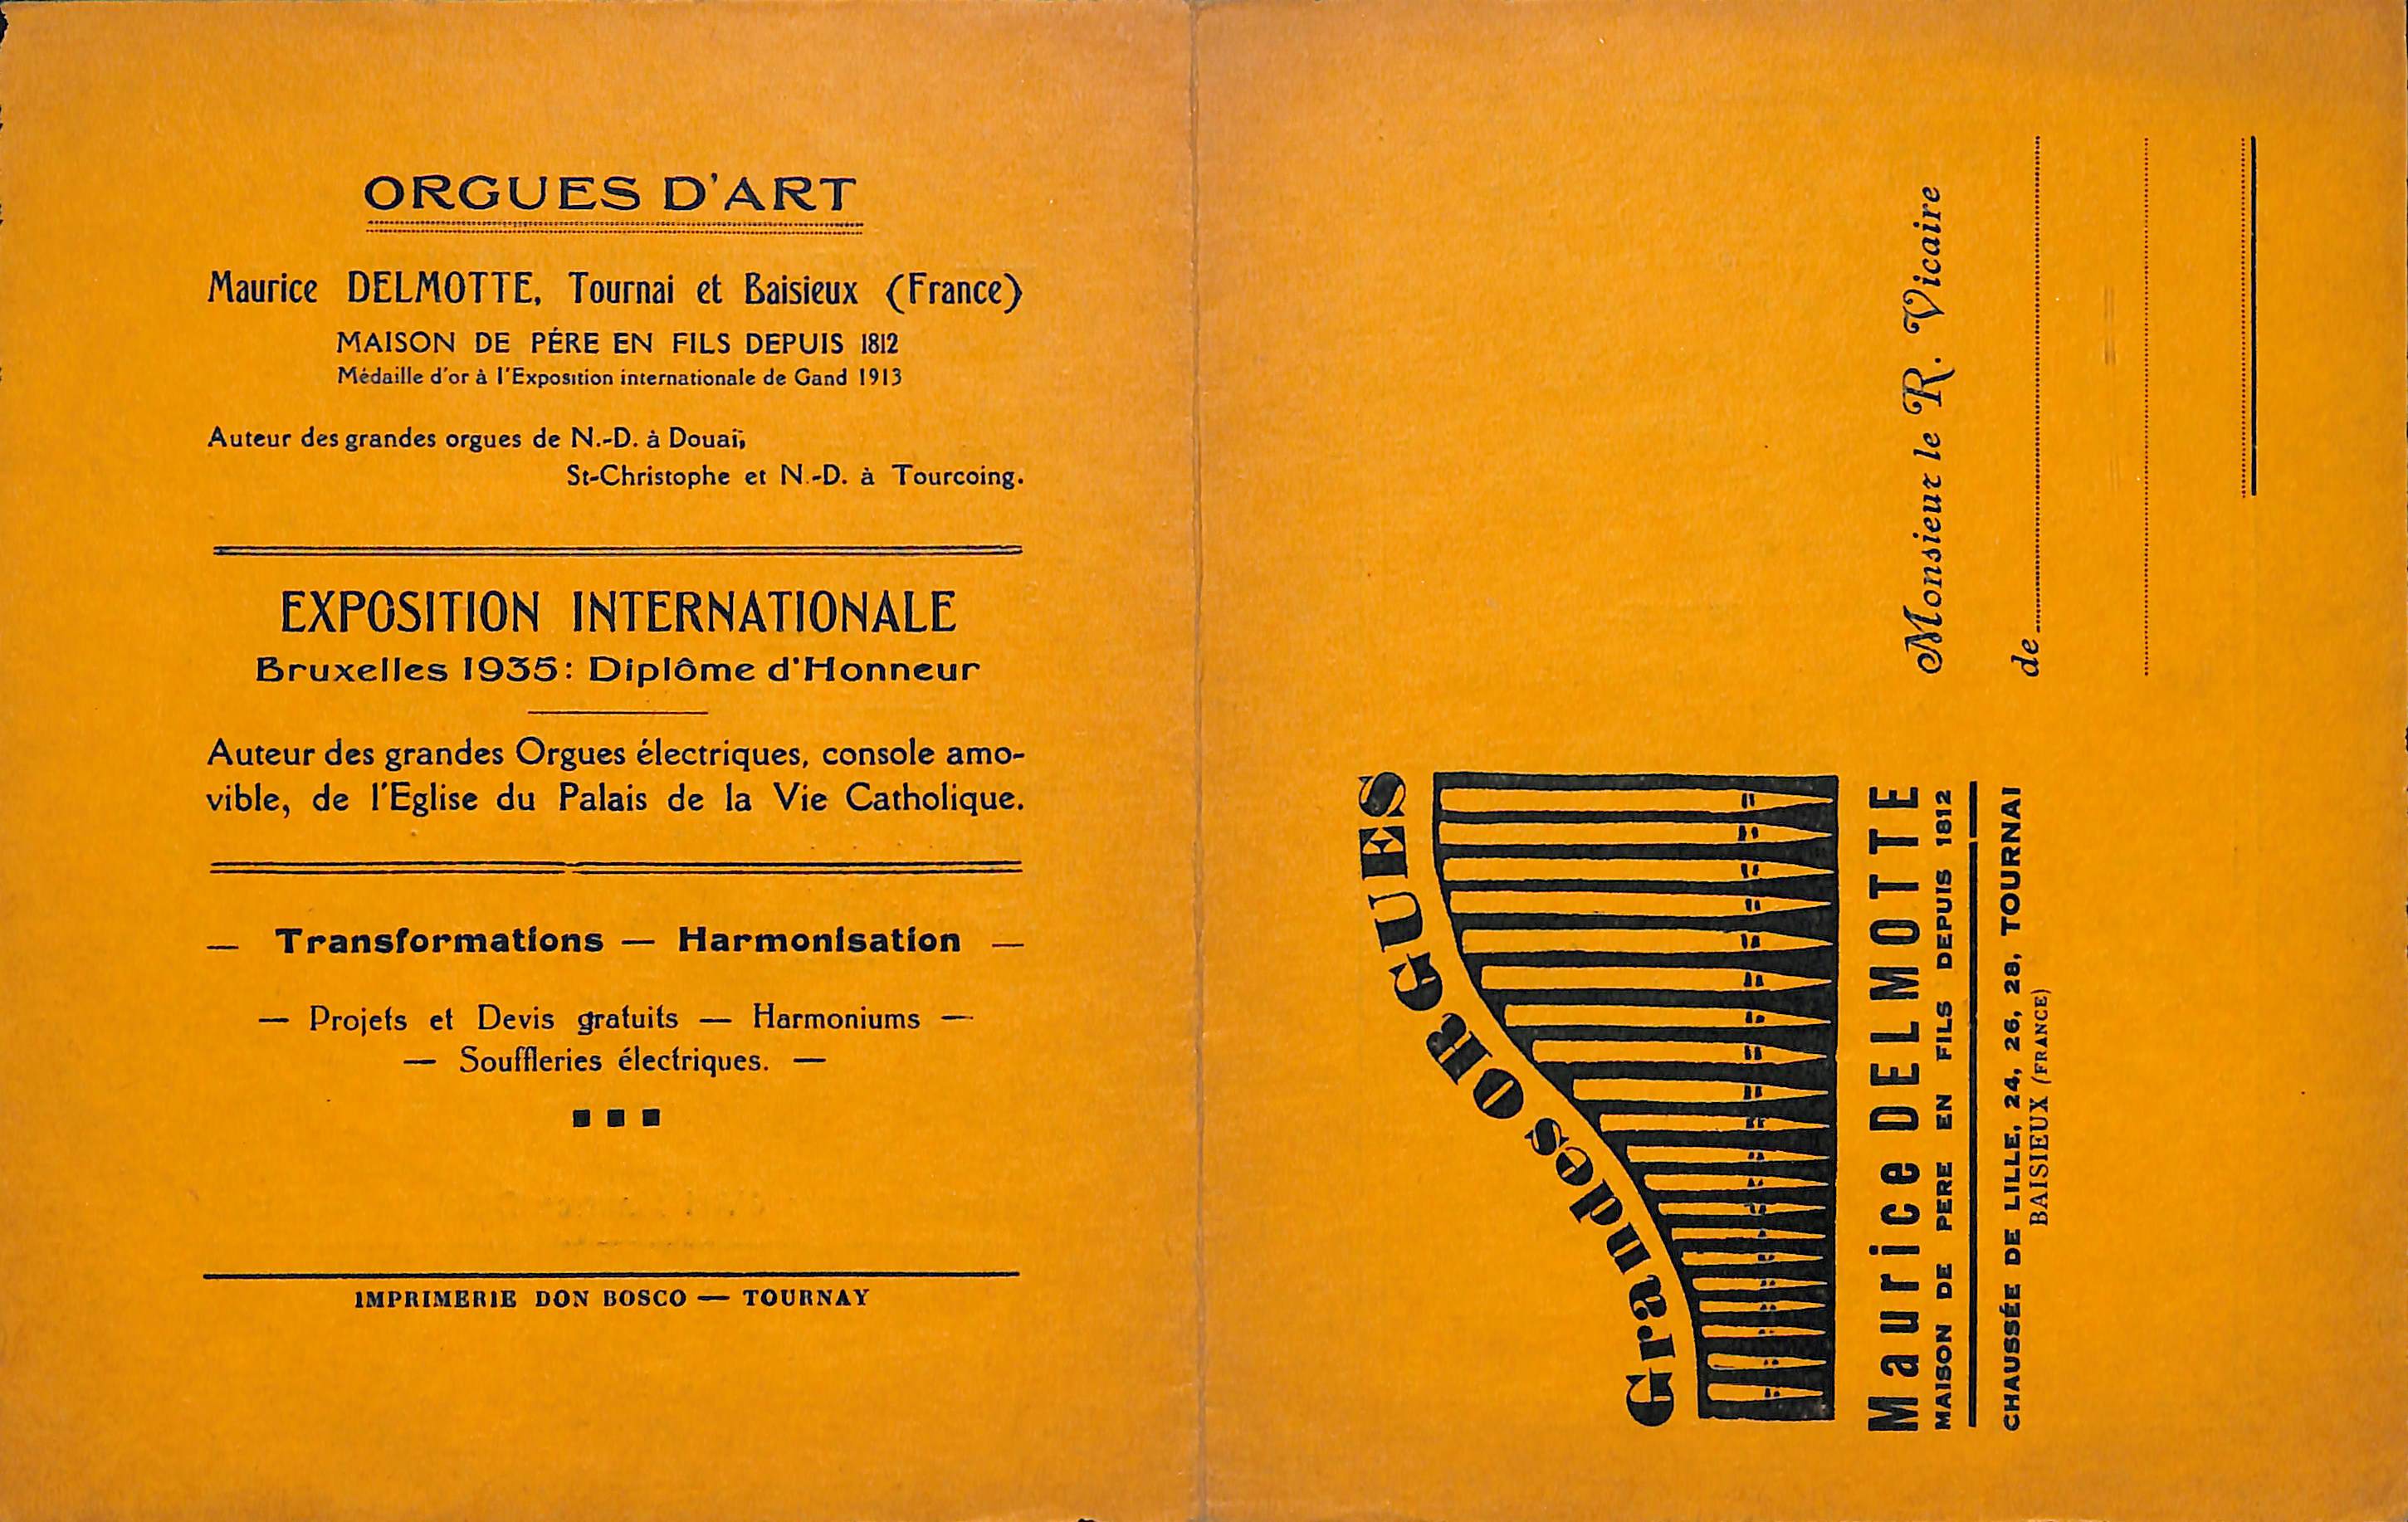 ORGUES D'ART
Maurice DELMOTTE, Tournai et Baisieux (France)
MAISON DE PÉRE EN FILS DEPUIS 1812
Médaille d'or à l'Exposition internationale de Gand 1913
Auteur des grandes orgues de N.-D. à Douai,
St-Christophe et N.-D. à Tourcoing.
EXPOSITION INTERNATIONALE
Bruxelles 1935: Diplôme d'Honneur
Auteur des grandes Orgues électriques, console amo-
vible, de l'Eglise du Palais de la Vie Catholique.
— Transformations — Harmonisation —
— Projets et Devis gratuits — Harmoniums —
— Souffleries électriques. —
IMPRIMERIE DON BOSCO — TOURNAY
Grandes ORGUES
Maurice DELMOTTE
MAISON DE PERE EN FILS DEPUIS 1812
CHAUSSÉE DE LILLE, 24, 26, 28, TOURNAI
BAISIEUX (FRANCE)
Monsieur le R. Vicaire
de